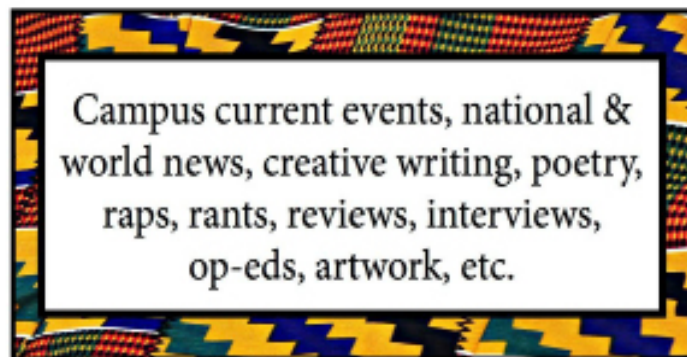 Campus current events, national &
world news, creative writing, poetry,
raps, rants, reviews, interviews,
op-eds, artwork, etc.